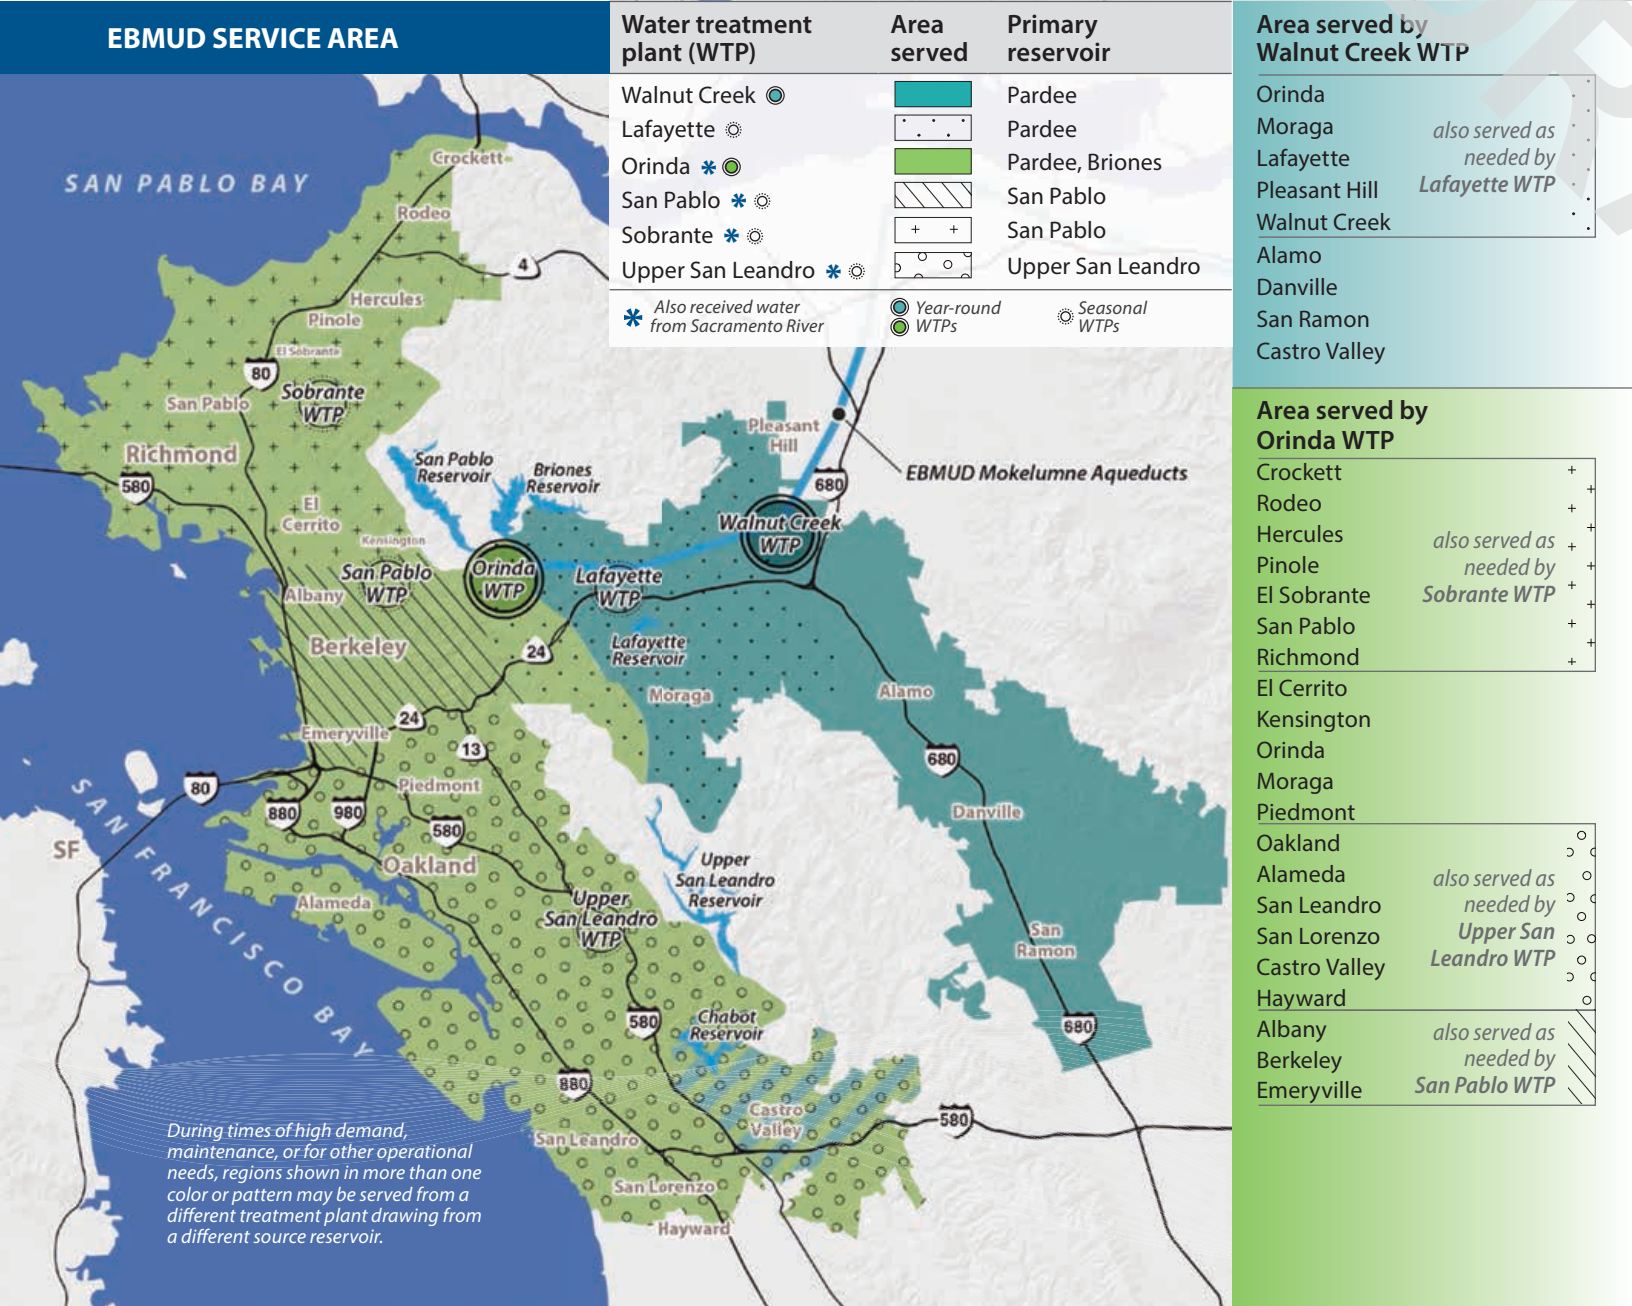 EBMUD SERVICE AREA
Water treatment
plant (WTP)
Area
served
Primary
reservoir
Walnut Creek
Pardee
Lafayette
Pardee
Orinda *
Pardee, Briones
San Pablo *
San Pablo
Sobrante *
San Pablo
Upper San Leandro *
Upper San Leandro
* Also received water
from Sacramento River
Year-round
WTPs
Seasonal
WTPs
Area served by
Walnut Creek WTP
Orinda
Moraga
Lafayette
Pleasant Hill
Walnut Creek
also served as
needed by
Lafayette WTP
Alamo
Danville
San Ramon
Castro Valley
Area served by
Orinda WTP
Crockett
Rodeo
Hercules
Pinole
El Sobrante
San Pablo
Richmond
also served as
needed by
Sobrante WTP
El Cerrito
Kensington
Orinda
Moraga
Piedmont
Oakland
Alameda
San Leandro
San Lorenzo
Castro Valley
Hayward
also served as
needed by
Upper San
Leandro WTP
Albany
Berkeley
Emeryville
also served as
needed by
San Pablo WTP
SAN PABLO BAY
Crockett
Rodeo
4
Hercules
Pinole
El Sobrante
80
Sobrante
WTP
San Pablo
Richmond
580
El
Cerrito
Kensington
San Pablo
Reservoir
Briones
Reservoir
Pleasant
Hill
EBMUD Mokelumne Aqueducts
680
Walnut Creek
WTP
San Pablo
WTP
Orinda
WTP
Lafayette
WTP
Albany
Berkeley
24
Lafayette
Reservoir
Moraga
Alamo
24
Emeryville
13
680
80
Piedmont
880
980
580
Danville
SF
Oakland
Upper
San Leandro
Reservoir
Alameda
Upper
San Leandro
WTP
San
Ramon
SAN FRANCISCO BAY
580
Chabot
Reservoir
680
880
Castro
Valley
580
San Leandro
San Lorenzo
Hayward
During times of high demand,
maintenance, or for other operational
needs, regions shown in more than one
color or pattern may be served from a
different treatment plant drawing from
a different source reservoir.